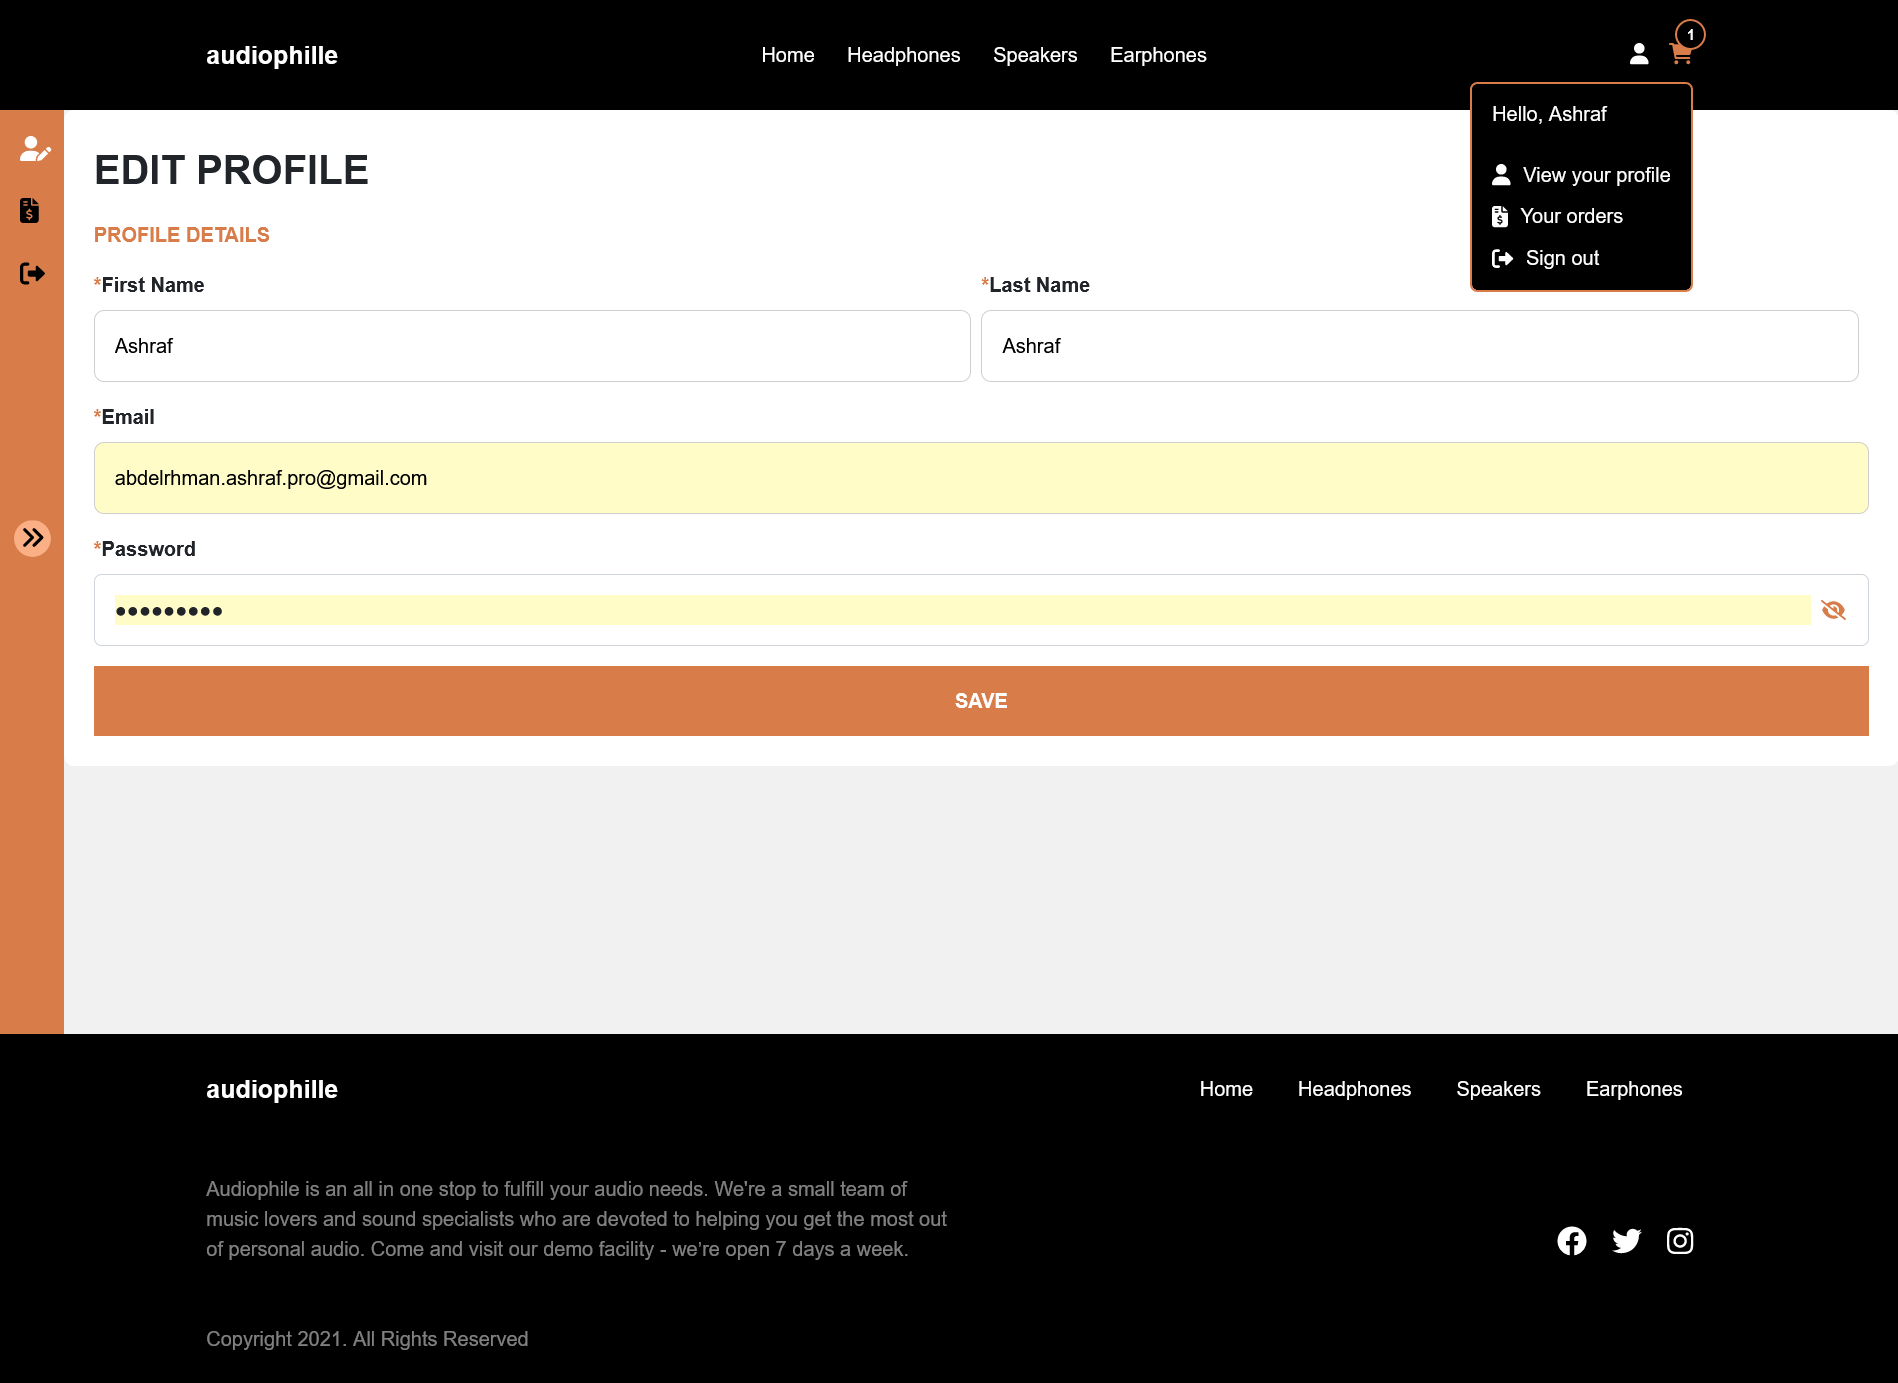 audiophille
Home Headphones Speakers Earphones
1
Hello, Ashraf
View your profile
Your orders
Sign out
EDIT PROFILE
PROFILE DETAILS
*First Name
*Last Name
Ashraf
Ashraf
*Email
abdelrhman.ashraf.pro@gmail.com
*Password
•••••••••
SAVE
audiophille
Home Headphones Speakers Earphones
Audiophile is an all in one stop to fulfill your audio needs. We're a small team of
music lovers and sound specialists who are devoted to helping you get the most out
of personal audio. Come and visit our demo facility - we're open 7 days a week.
Copyright 2021. All Rights Reserved